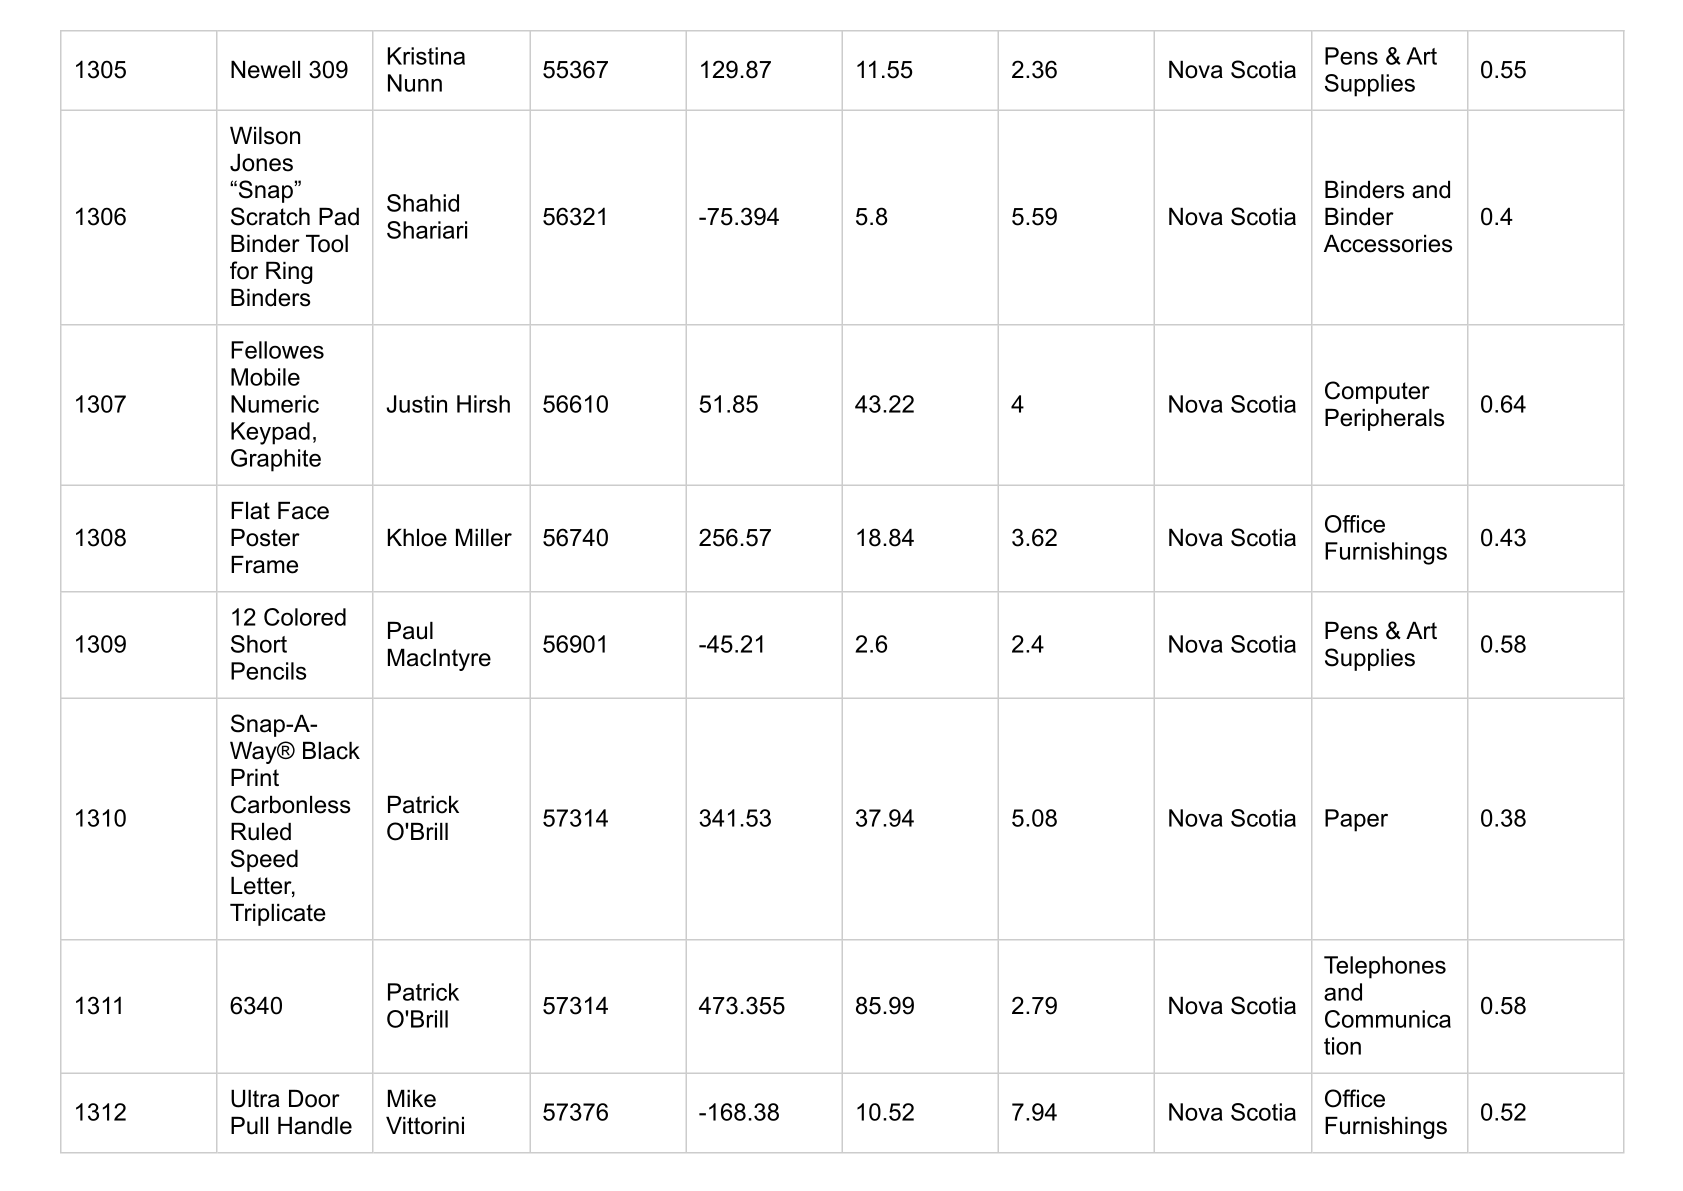 1305
Newell 309
Kristina
Nunn
55367
129.87
11.55
2.36
Nova Scotia
Pens & Art
Supplies
0.55
1306
Wilson
Jones
“Snap”
Scratch Pad
Binder Tool
for Ring
Binders
Shahid
Shariari
56321
-75.394
5.8
5.59
Nova Scotia
Binders and
Binder
Accessories
0.4
1307
Fellowes
Mobile
Numeric
Keypad,
Graphite
Justin Hirsh
56610
51.85
43.22
4
Nova Scotia
Computer
Peripherals
0.64
1308
Flat Face
Poster
Frame
Khloe Miller
56740
256.57
18.84
3.62
Nova Scotia
Office
Furnishings
0.43
1309
12 Colored
Short
Pencils
Paul
MacIntyre
56901
-45.21
2.6
2.4
Nova Scotia
Pens & Art
Supplies
0.58
1310
Snap-A-
Way® Black
Print
Carbonless
Ruled
Speed
Letter,
Triplicate
Patrick
O'Brill
57314
341.53
37.94
5.08
Nova Scotia
Paper
0.38
1311
6340
Patrick
O'Brill
57314
473.355
85.99
2.79
Nova Scotia
Telephones
and
Communica
tion
0.58
1312
Ultra Door
Pull Handle
Mike
Vittorini
57376
-168.38
10.52
7.94
Nova Scotia
Office
Furnishings
0.52